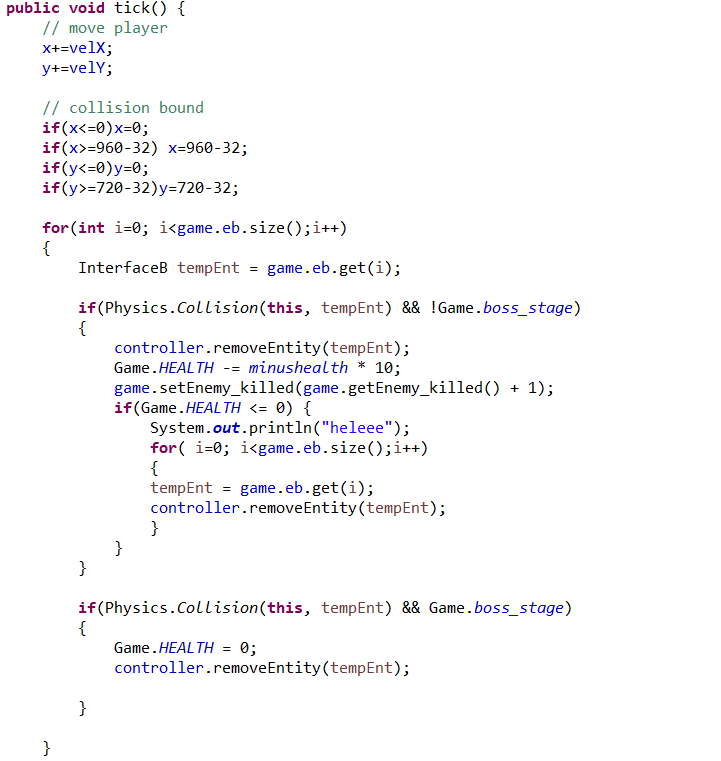 public void tick() {
    // move player
    x+=velX;
    y+=velY;

    // collision bound
    if(x<=0)x=0;
    if(x>=960-32) x=960-32;
    if(y<=0)y=0;
    if(y>=720-32)y=720-32;

    for(int i=0; i<game.eb.size();i++)
    {
        InterfaceB tempEnt = game.eb.get(i);

        if(Physics.Collision(this, tempEnt) && !Game.boss_stage)
        {
            controller.removeEntity(tempEnt);
            Game.HEALTH -= minushealth * 10;
            game.setEnemy_killed(game.getEnemy_killed() + 1);
            if(Game.HEALTH <= 0) {
                System.out.println("heleee");
                for( i=0; i<game.eb.size();i++)
                {
                tempEnt = game.eb.get(i);
                controller.removeEntity(tempEnt);
                }
            }
        }

        if(Physics.Collision(this, tempEnt) && Game.boss_stage)
        {
            Game.HEALTH = 0;
            controller.removeEntity(tempEnt);

        }

    }